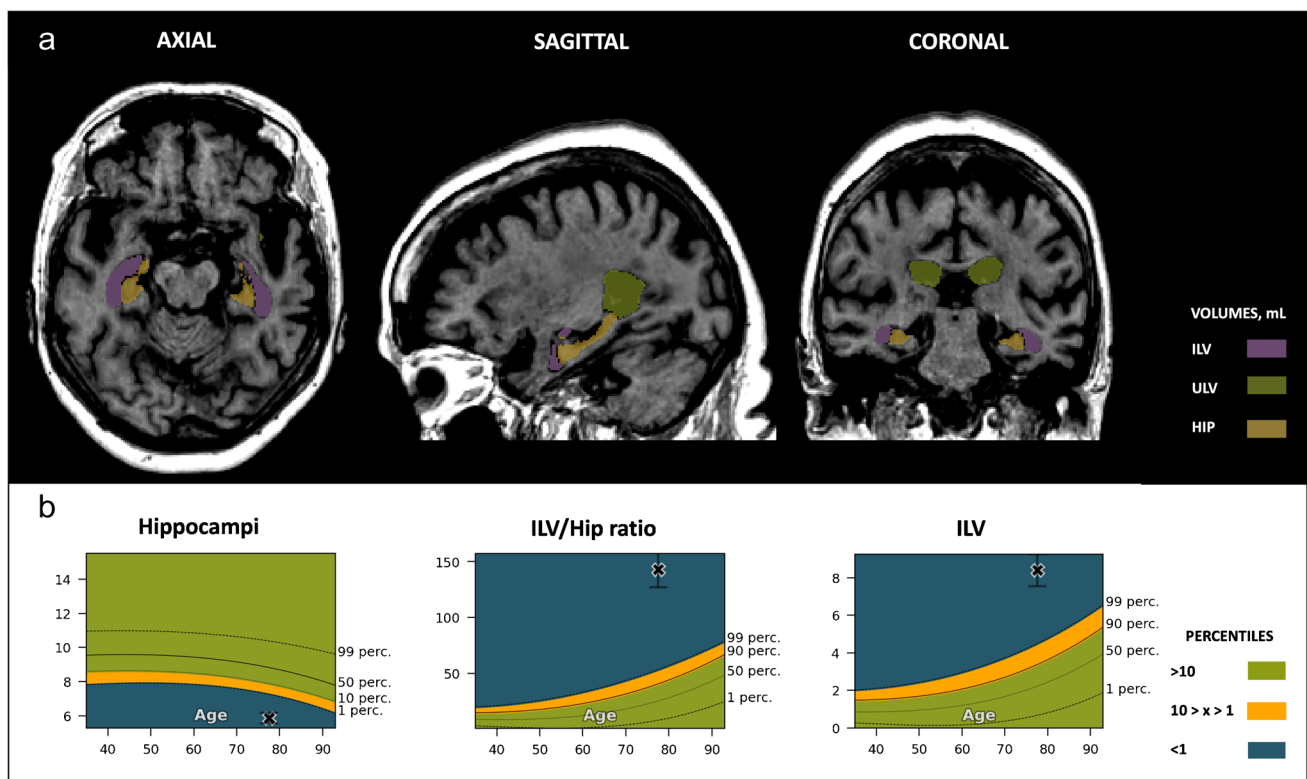 a
AXIAL
SAGITTAL
CORONAL
VOLUMES, mL
ILV
ULV
HIP
b
Hippocampi
14
12
10
8
6
99 perc.
50 perc.
10 perc.
1 perc.
Age
40 50 60 70 80 90
ILV/Hip ratio
150
100
50
99 perc.
90 perc.
50 perc.
1 perc.
Age
40 50 60 70 80 90
ILV
8
6
4
2
0
99 perc.
90 perc.
50 perc.
1 perc.
Age
40 50 60 70 80 90
PERCENTILES
>10
10 > x > 1
<1